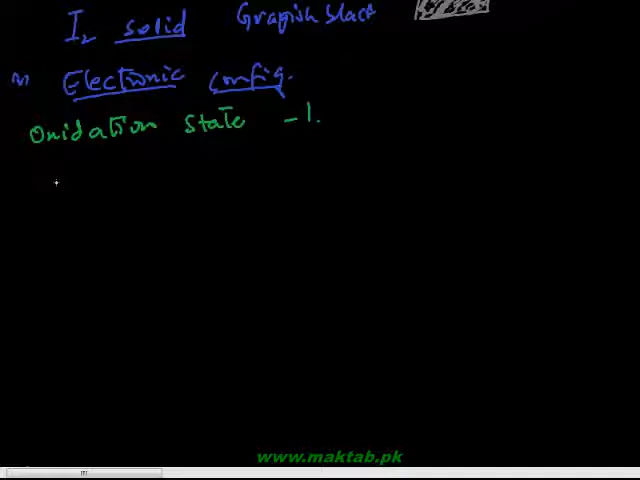 I2 solid Grayish Black
Electronic config.
Oxidation state -1.
www.maktab.pk